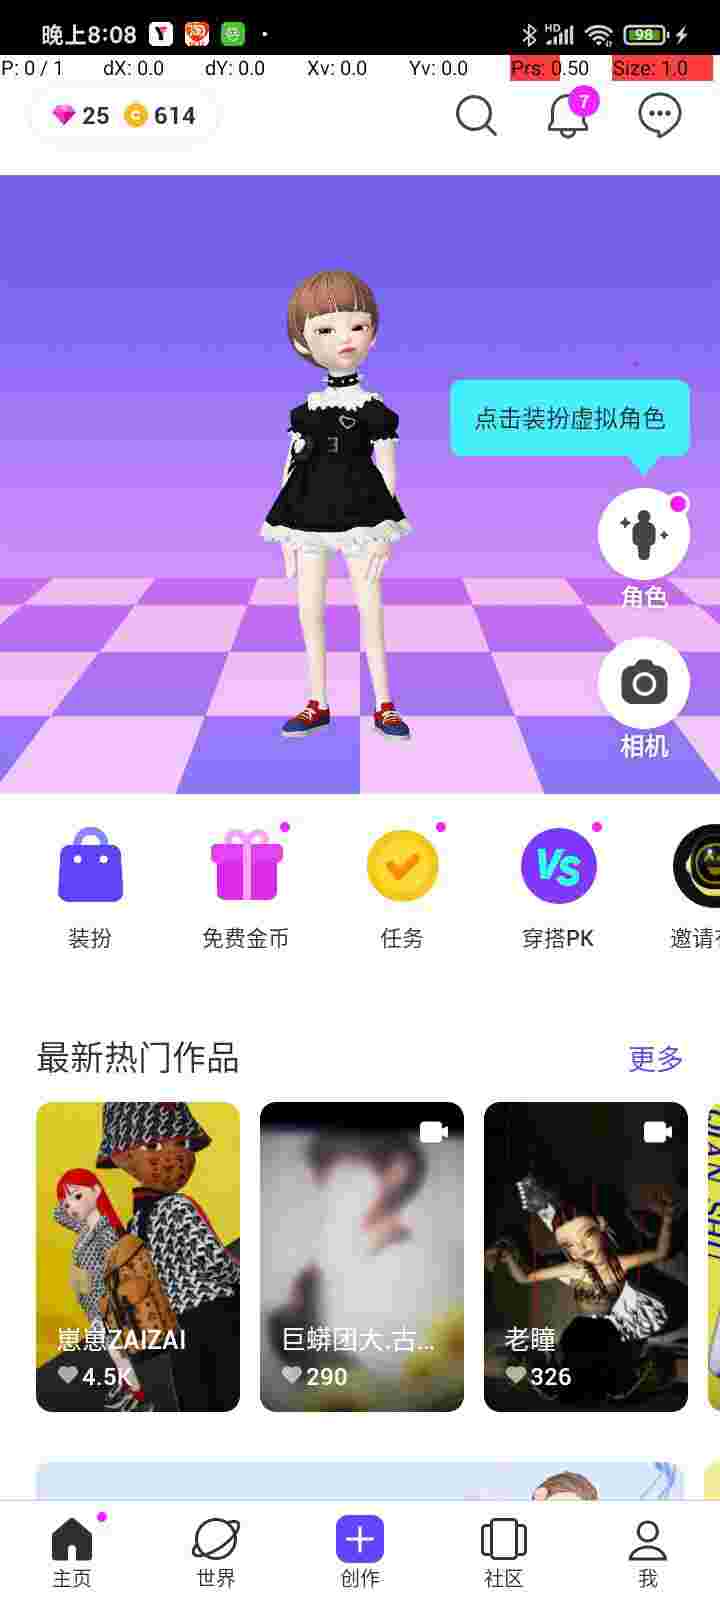 晚上8:08
HD
98
P: 0 / 1 dX: 0.0 dY: 0.0 Xv: 0.0 Yv: 0.0 Prs: 0.50 Size: 1.0
25 614
7
点击装扮虚拟角色
角色
相机
VS
装扮 免费金币 任务 穿搭PK 邀请
最新热门作品 更多
崽崽ZAIZAI
4.5K
巨蟒团大.古...
290
老瞳
326
主页 世界 创作 社区 我